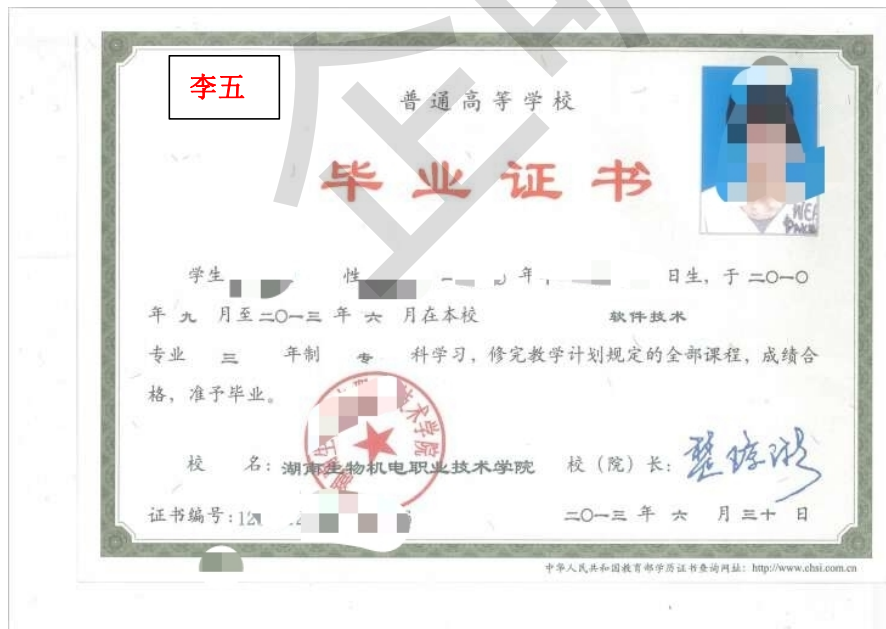 李五
普通高等学校
毕业证书
学生 性 年 日生，于二〇一〇
年 九 月至二〇一三 年 六 月在本校 软件技术
专业 三 年制 专 科学习，修完教学计划规定的全部课程，成绩合
格，准予毕业。
技术学院
校 名：湖南生物机电职业技术学院 校（院）长：
证书编号：
二〇一三 年 六 月 三十 日
中华人民共和国教育部学历证书查询网址：http://www.chsi.com.cn